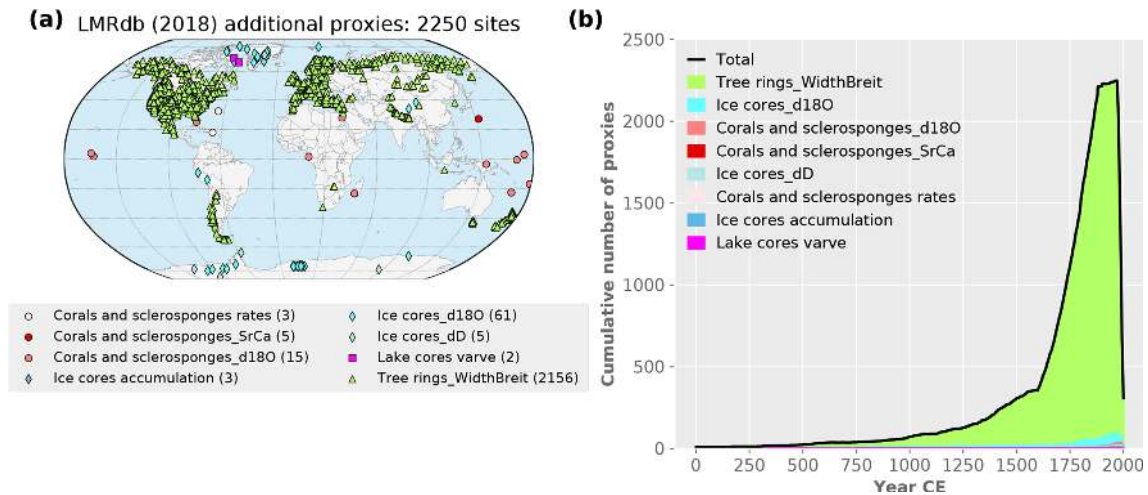 (a)
LMRdb (2018) additional proxies: 2250 sites
Corals and sclerosponges rates (3)
Corals and sclerosponges_SrCa (5)
Corals and sclerosponges_d18O (15)
Ice cores accumulation (3)
Ice cores_d18O (61)
Ice cores_dD (5)
Lake cores varve (2)
Tree rings_WidthBreit (2156)
(b)
Cumulative number of proxies
2500
2000
1500
1000
500
0
Total
Tree rings_WidthBreit
Ice cores_d18O
Corals and sclerosponges_d18O
Corals and sclerosponges_SrCa
Ice cores_dD
Corals and sclerosponges rates
Ice cores accumulation
Lake cores varve
0 250 500 750 1000 1250 1500 1750 2000
Year CE